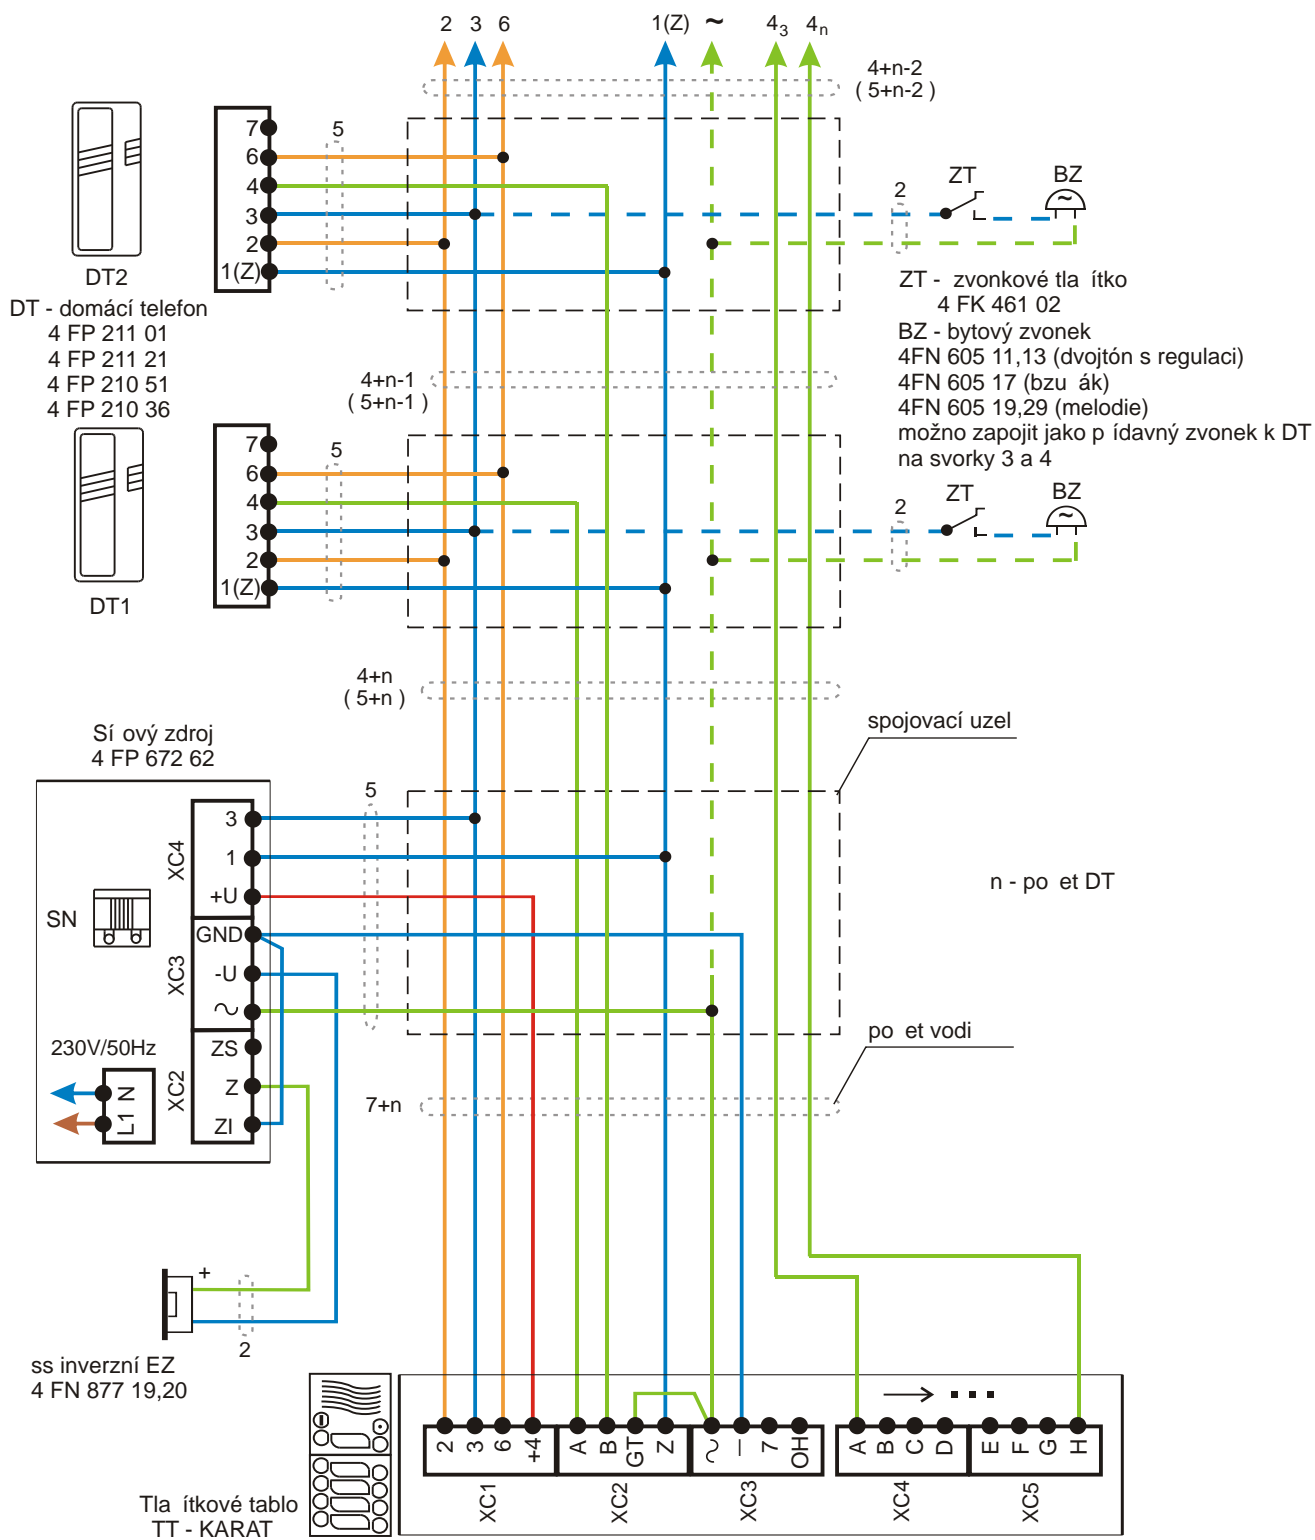 2 3 6 1(Z) ~ 4₃ 4ₙ
4+n-2
( 5+n-2 )
7
6
4
3
2
1(Z)
5
2
ZT
BZ
DT2
DT - domácí telefon
4 FP 211 01
4 FP 211 21
4 FP 210 51
4 FP 210 36
ZT - zvonkové tla ítko
4 FK 461 02
BZ - bytový zvonek
4FN 605 11,13 (dvojtón s regulaci)
4FN 605 17 (bzu ák)
4FN 605 19,29 (melodie)
možno zapojit jako p ídavný zvonek k DT
na svorky 3 a 4
4+n-1
( 5+n-1 )
7
6
4
3
2
1(Z)
5
2
ZT
BZ
DT1
4+n
( 5+n )
spojovací uzel
Sí ový zdroj
4 FP 672 62
5
XC4
3
1
+U
SN
XC3
GND
-U
~
n - po et DT
230V/50Hz
L1 N
XC2
ZS
Z
ZI
po et vodi
7+n
+
2
ss inverzní EZ
4 FN 877 19,20
2 3 6 +4 A B GT Z ~ – 7 OH A B C D E F G H
XC1 XC2 XC3 XC4 XC5
Tla ítkové tablo
TT - KARAT